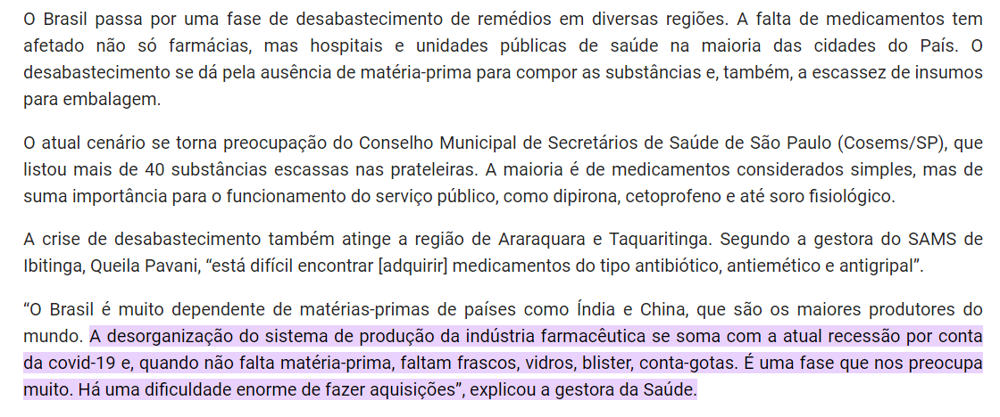 O Brasil passa por uma fase de desabastecimento de remédios em diversas regiões. A falta de medicamentos tem
afetado não só farmácias, mas hospitais e unidades públicas de saúde na maioria das cidades do País. O
desabastecimento se dá pela ausência de matéria-prima para compor as substâncias e, também, a escassez de insumos
para embalagem.
O atual cenário se torna preocupação do Conselho Municipal de Secretários de Saúde de São Paulo (Cosems/SP), que
listou mais de 40 substâncias escassas nas prateleiras. A maioria é de medicamentos considerados simples, mas de
suma importância para o funcionamento do serviço público, como dipirona, cetoprofeno e até soro fisiológico.
A crise de desabastecimento também atinge a região de Araraquara e Taquaritinga. Segundo a gestora do SAMS de
Ibitinga, Queila Pavani, “está difícil encontrar [adquirir] medicamentos do tipo antibiótico, antiemético e antigripal”.
“O Brasil é muito dependente de matérias-primas de países como Índia e China, que são os maiores produtores do
mundo. A desorganização do sistema de produção da indústria farmacêutica se soma com a atual recessão por conta
da covid-19 e, quando não falta matéria-prima, faltam frascos, vidros, blister, conta-gotas. É uma fase que nos preocupa
muito. Há uma dificuldade enorme de fazer aquisições”, explicou a gestora da Saúde.